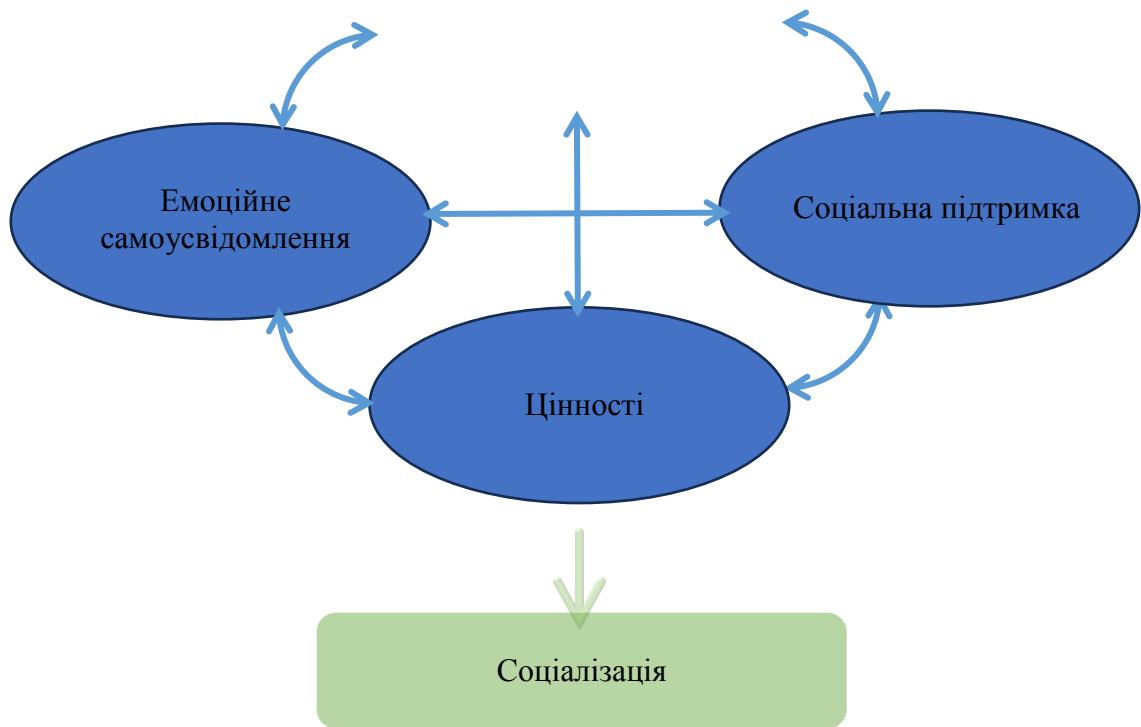 Емоційне
самоусвідомлення
Соціальна підтримка
Цінності
Соціалізація